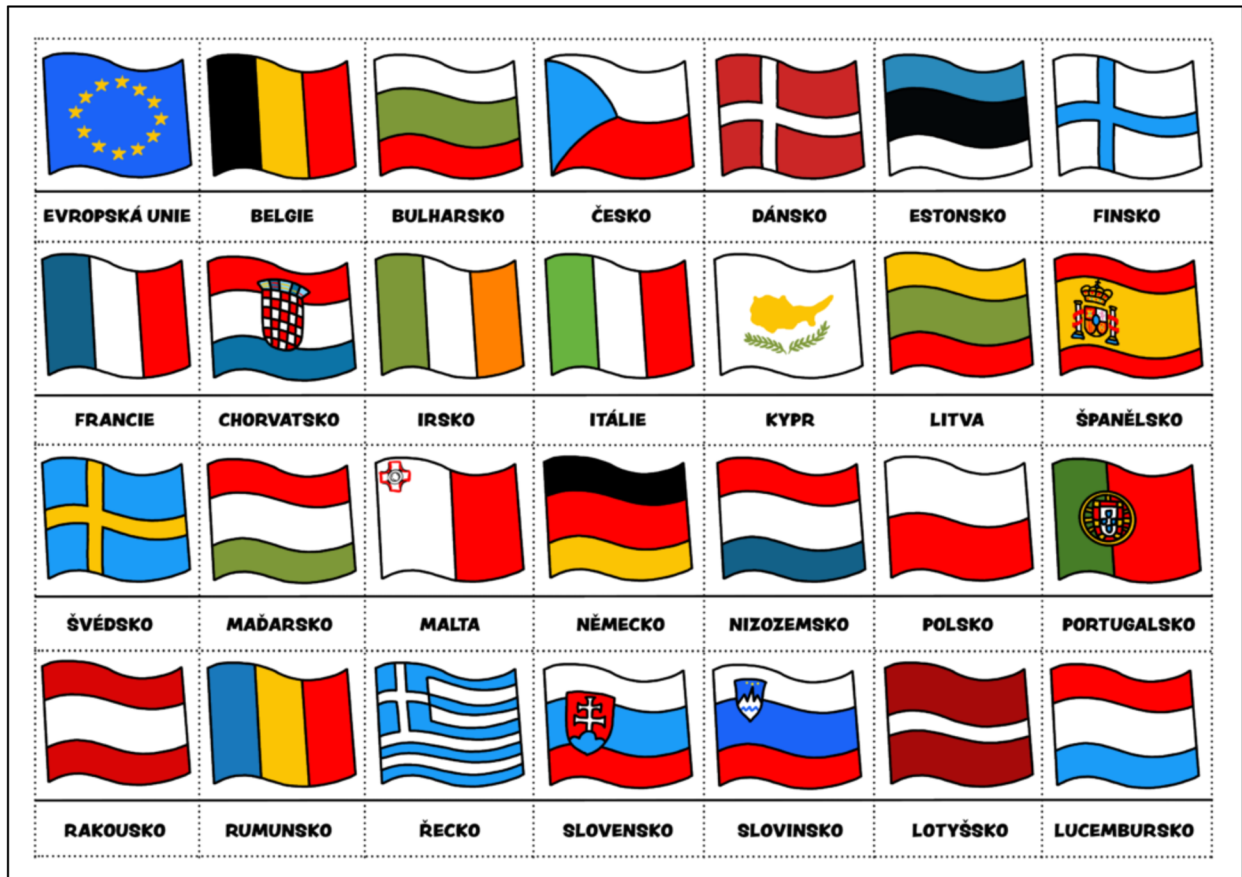 EVROPSKÁ UNIE BELGIE BULHARSKO ČESKO DÁNSKO ESTONSKO FINSKO
FRANCIE CHORVATSKO IRSKO ITÁLIE KYPR LITVA ŠPANĚLSKO
ŠVÉDSKO MAĎARSKO MALTA NĚMECKO NIZOZEMSKO POLSKO PORTUGALSKO
RAKOUSKO RUMUNSKO ŘECKO SLOVENSKO SLOVINSKO LOTYŠSKO LUCEMBURSKO